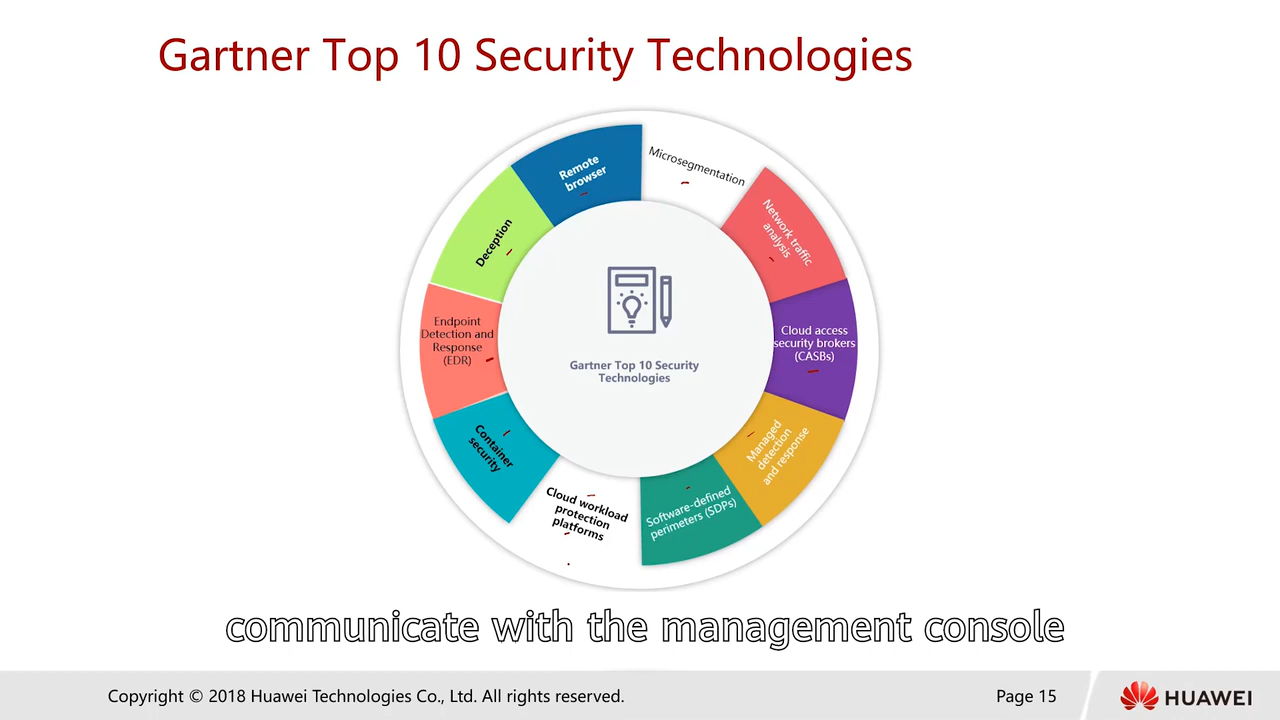 Gartner Top 10 Security Technologies
Remote
browser
Microsegmentation
Network traffic
analysis
Cloud access
security brokers
(CASBs)
Managed
detection
and response
Software-defined
perimeters (SDPs)
Cloud workload
protection
platforms
Container
security
Endpoint
Detection and
Response
(EDR)
Deception
Gartner Top 10 Security
Technologies
communicate with the management console
Copyright © 2018 Huawei Technologies Co., Ltd. All rights reserved.
Page 15
HUAWEI